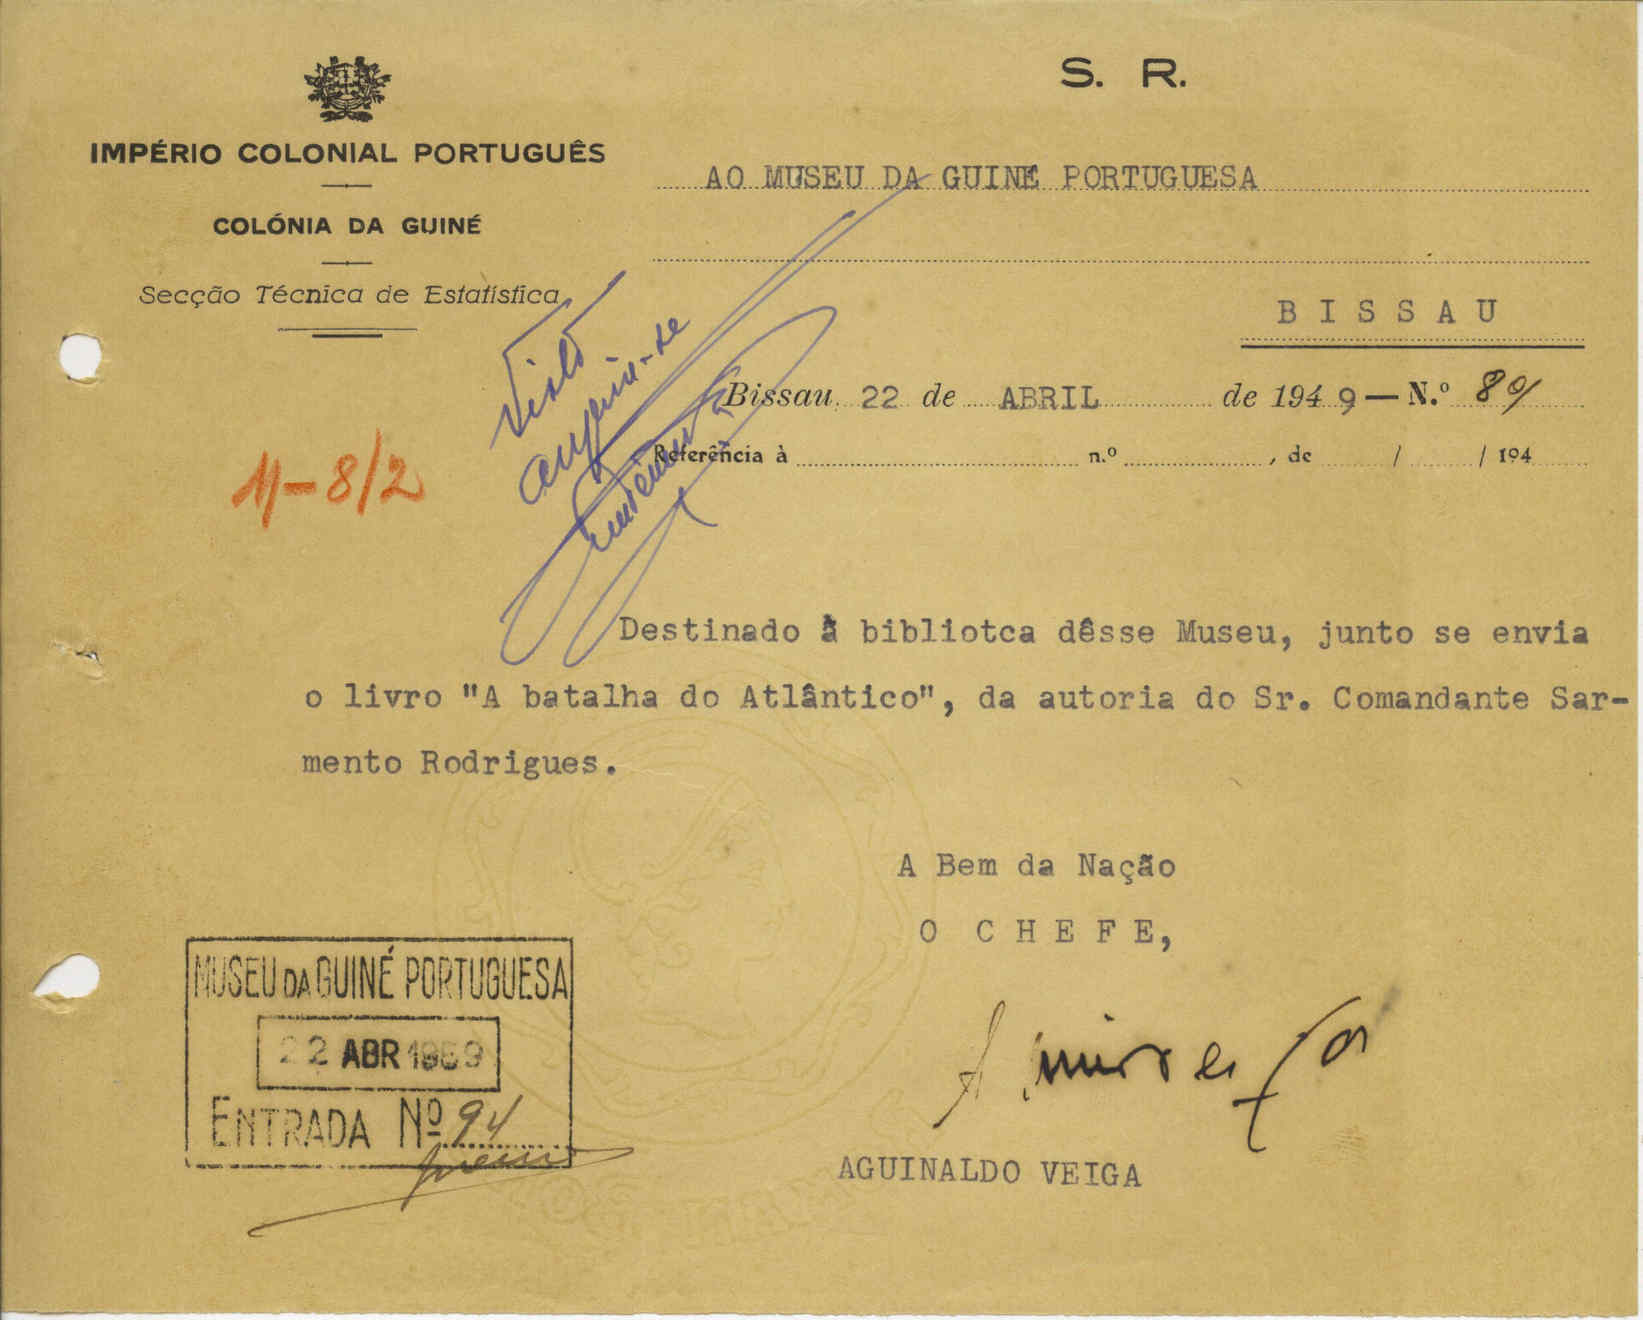 S. R.
IMPÉRIO COLONIAL PORTUGUÊS
COLÓNIA DA GUINÉ
Secção Técnica de Estatística
AO MUSEU DA GUINÉ PORTUGUESA
BISSAU
Bissau, 22 de ABRIL de 1949 — N.º 89
Referência à n.º , de / / 194
Visto
arquive-se
11-8/2
Destinado à bibliotca dêsse Museu, junto se envia
o livro "A batalha do Atlântico", da autoria do Sr. Comandante Sar-
mento Rodrigues.
A Bem da Nação
O CHEFE,
AGUINALDO VEIGA
MUSEU DA GUINÉ PORTUGUESA
22 ABR 19
ENTRADA Nº 94